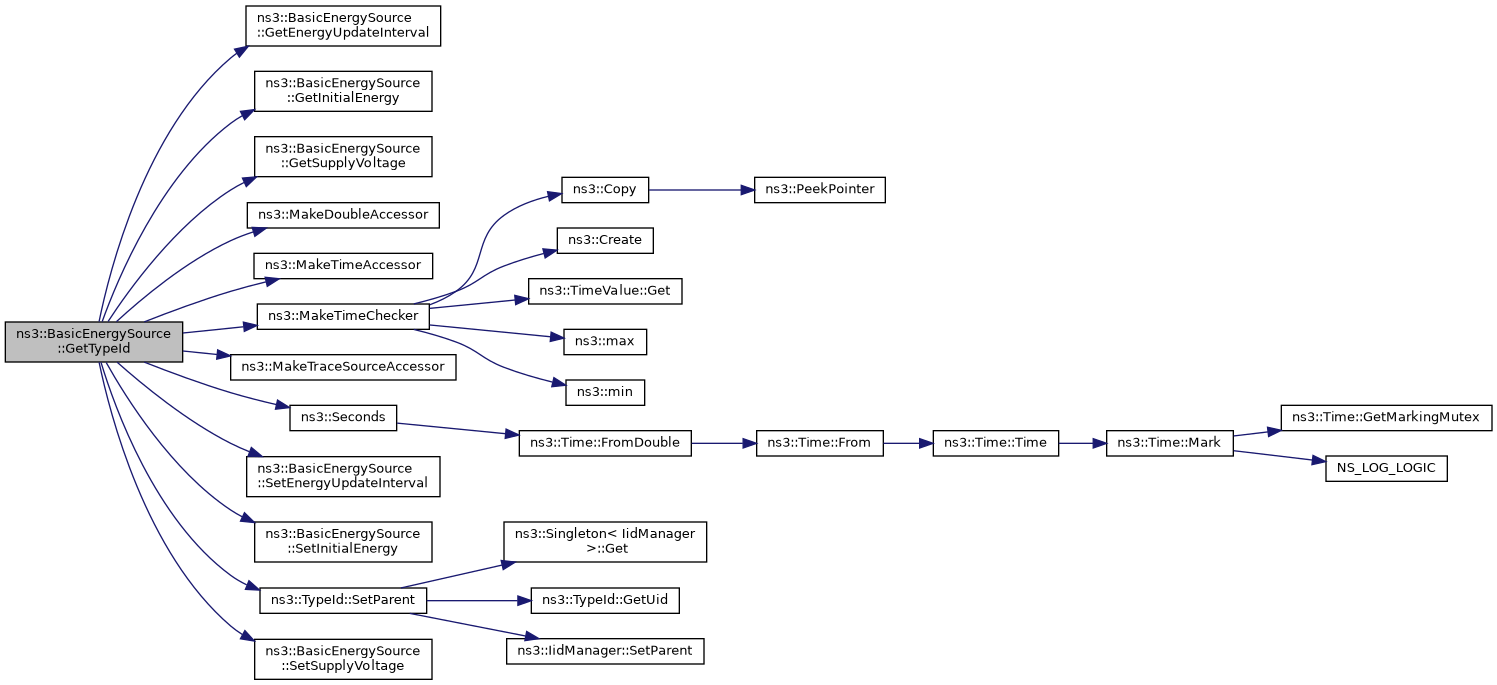 ns3::BasicEnergySource
::GetTypeId
ns3::BasicEnergySource
::GetEnergyUpdateInterval
ns3::BasicEnergySource
::GetInitialEnergy
ns3::BasicEnergySource
::GetSupplyVoltage
ns3::MakeDoubleAccessor
ns3::MakeTimeAccessor
ns3::MakeTimeChecker
ns3::MakeTraceSourceAccessor
ns3::Seconds
ns3::BasicEnergySource
::SetEnergyUpdateInterval
ns3::BasicEnergySource
::SetInitialEnergy
ns3::TypeId::SetParent
ns3::BasicEnergySource
::SetSupplyVoltage
ns3::Copy
ns3::PeekPointer
ns3::Create
ns3::TimeValue::Get
ns3::max
ns3::min
ns3::Time::FromDouble
ns3::Time::From
ns3::Time::Time
ns3::Time::Mark
ns3::Time::GetMarkingMutex
NS_LOG_LOGIC
ns3::Singleton< IidManager
>::Get
ns3::TypeId::GetUid
ns3::IidManager::SetParent